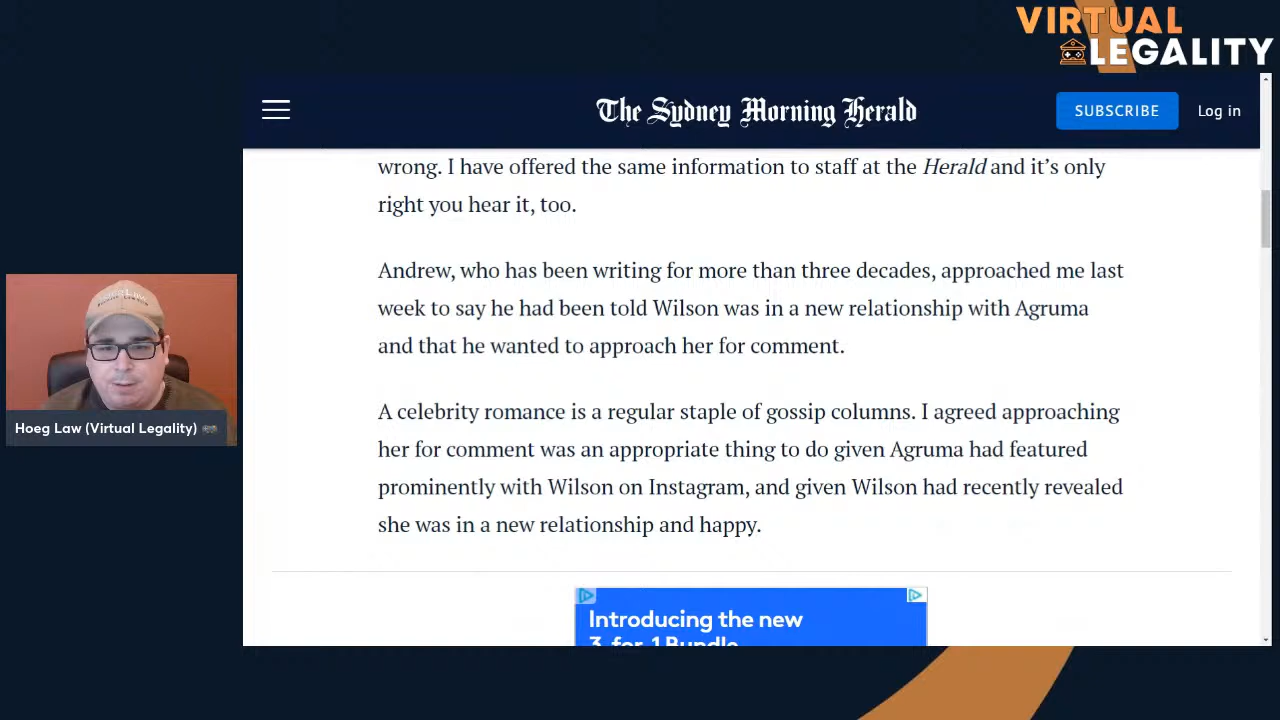 VIRTUAL
LEGALITY
The Sydney Morning Herald
SUBSCRIBE
Log in
wrong. I have offered the same information to staff at the Herald and it's only
right you hear it, too.
Andrew, who has been writing for more than three decades, approached me last
week to say he had been told Wilson was in a new relationship with Agruma
and that he wanted to approach her for comment.
A celebrity romance is a regular staple of gossip columns. I agreed approaching
her for comment was an appropriate thing to do given Agruma had featured
prominently with Wilson on Instagram, and given Wilson had recently revealed
she was in a new relationship and happy.
Hoeg Law (Virtual Legality)
Introducing the new
3-for-1 Bundle